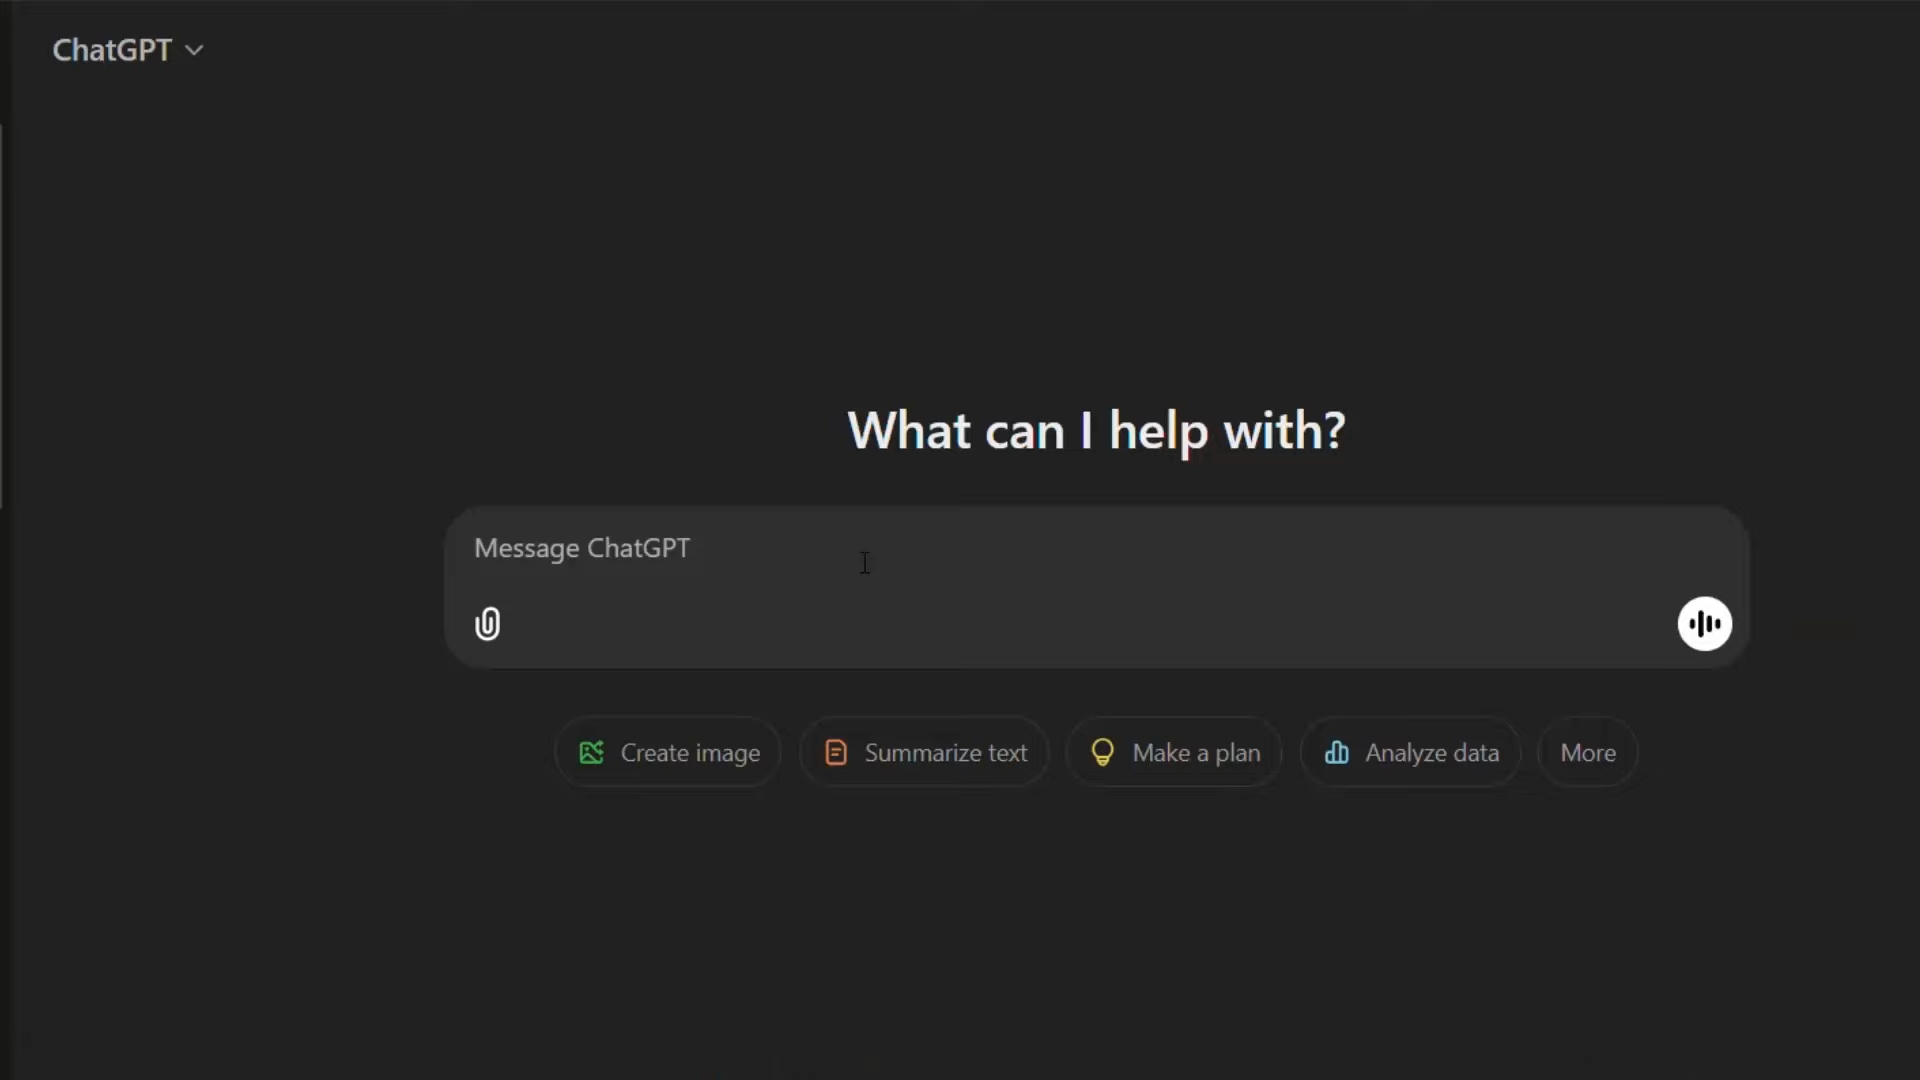 ChatGPT
What can I help with?
Message ChatGPT
Create image
Summarize text
Make a plan
Analyze data
More